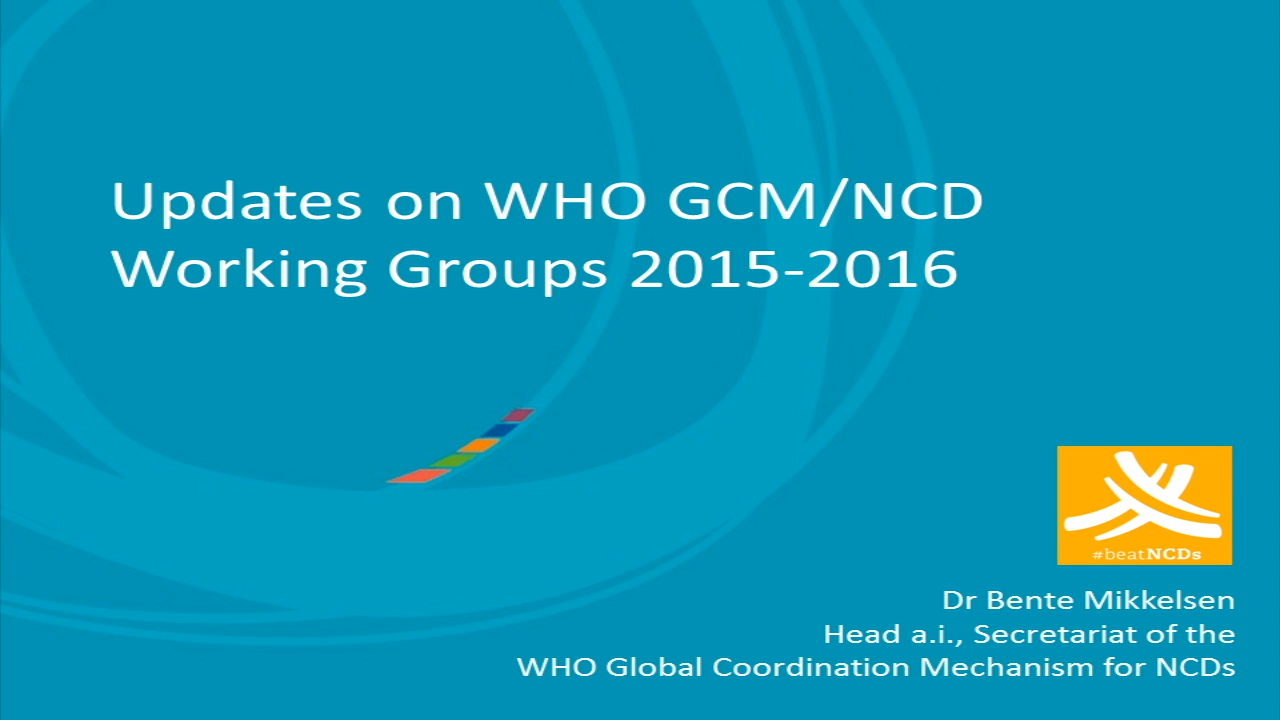 Updates on WHO GCM/NCD
Working Groups 2015-2016
#beatNCDs
Dr Bente Mikkelsen
Head a.i., Secretariat of the
WHO Global Coordination Mechanism for NCDs